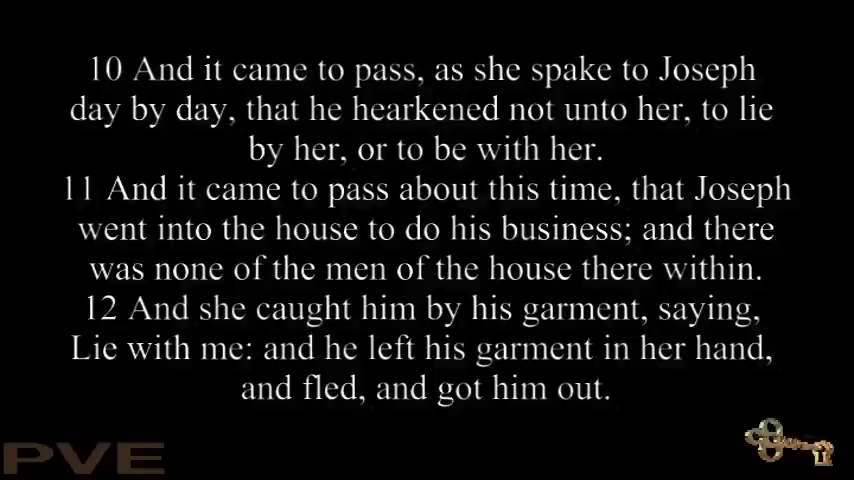 10 And it came to pass, as she spake to Joseph
day by day, that he hearkened not unto her, to lie
by her, or to be with her.
11 And it came to pass about this time, that Joseph
went into the house to do his business; and there
was none of the men of the house there within.
12 And she caught him by his garment, saying,
Lie with me: and he left his garment in her hand,
and fled, and got him out.
PVE